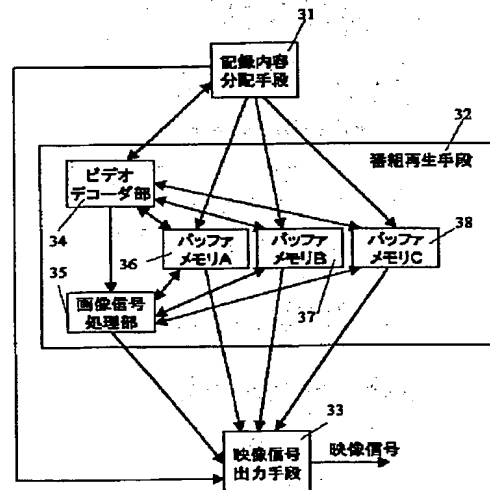 31
記録内容
分配手段
32
番組再生手段
ビデオ
デコーダ部
34
36
バッファ
メモリA
バッファ
メモリB
バッファ
メモリC
38
35
画像信号
処理部
37
33
映像信号
出力手段
映像信号